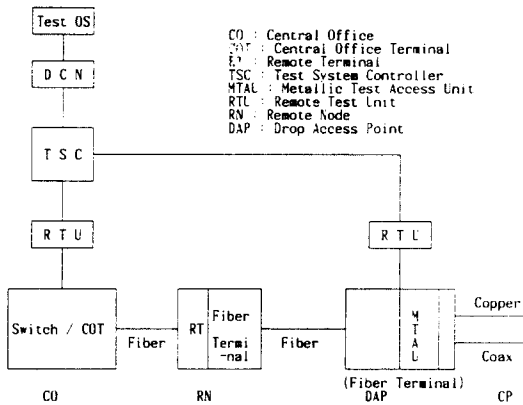 Test OS
D C N
T S C
R T U
R T U
CO : Central Office
COT : Central Office Terminal
RT : Remote Terminal
TSC : Test System Controller
MTAU : Metallic Test Access Unit
RTU : Remote Test Unit
RN : Remote Node
DAP : Drop Access Point
Switch / COT
Fiber
RT
Fiber
Termi
-nal
Fiber
M
T
A
U
Copper
Coax
(Fiber Terminal)
CO
RN
DAP
CP